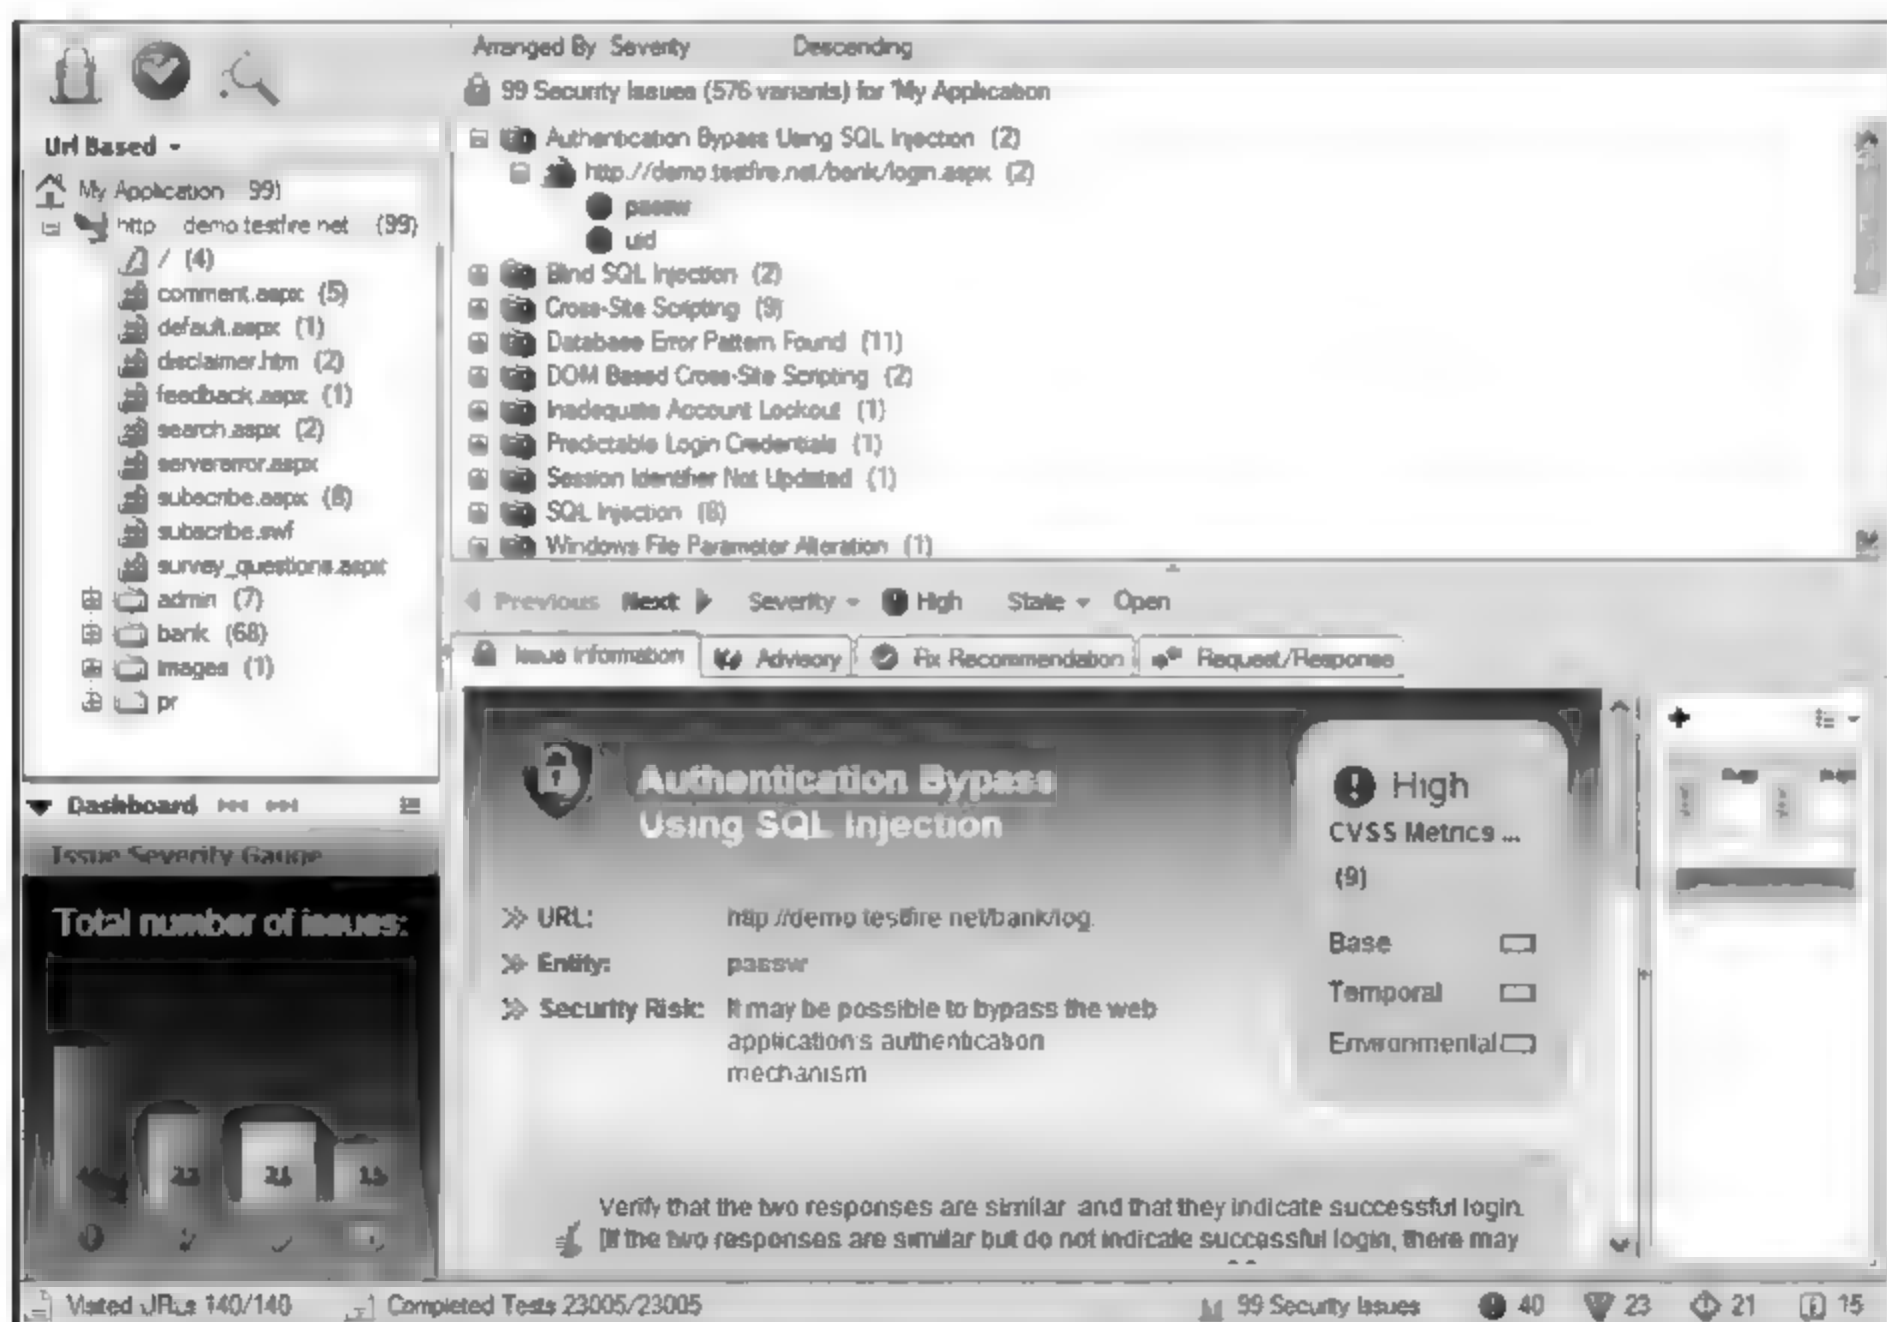 Arranged By Severity Descending
99 Security Issues (576 variants) for 'My Application
Url Based
My Application 99)
http demo.testfire.net (99)
/ (4)
comment.aspx (5)
default.aspx (1)
disclaimer.htm (2)
feedback.aspx (1)
search.aspx (2)
servererror.aspx
subscribe.aspx (8)
subscribe.swf
survey_questions.aspx
admin (7)
bank (68)
images (1)
pr
Authentication Bypass Using SQL Injection (2)
http://demo.testfire.net/bank/login.aspx (2)
passw
uid
Blind SQL Injection (2)
Cross-Site Scripting (9)
Database Error Pattern Found (11)
DOM Based Cross-Site Scripting (2)
Inadequate Account Lockout (1)
Predictable Login Credentials (1)
Session Identifier Not Updated (1)
SQL Injection (8)
Windows File Parameter Alteration (1)
Previous Next Severity High State Open
Issue Information Advisory Fix Recommendation Request/Response
Authentication Bypass
Using SQL Injection
High
CVSS Metrics ...
(9)
Base
Temporal
Environmental
URL: http://demo.testfire.net/bank/log.
Entity: passw
Security Risk: It may be possible to bypass the web
application's authentication
mechanism
Verify that the two responses are similar and that they indicate successful login.
[If the two responses are similar but do not indicate successful login, there may
Dashboard
Issue Severity Gauge
Total number of issues:
Visited URLs 140/140 Completed Tests 23005/23005 99 Security Issues 40 23 21 15